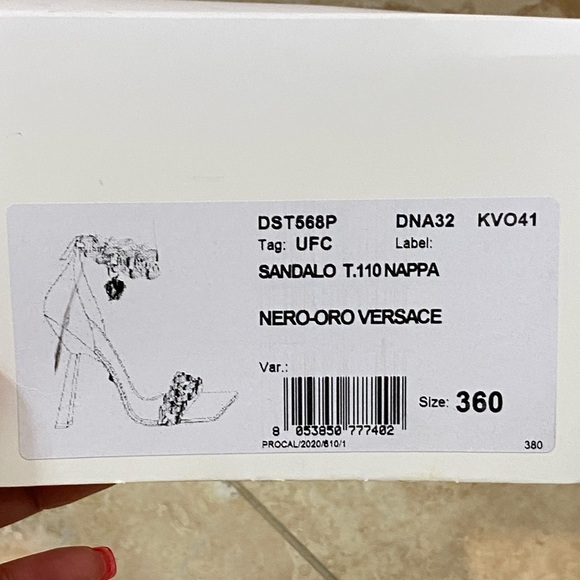 DST568P DNA32 KVO41
Tag: UFC Label:
SANDALO T.110 NAPPA
NERO-ORO VERSACE
Var.:
Size: 360
8 053850 777402
PROCAL/2020/610/1 380